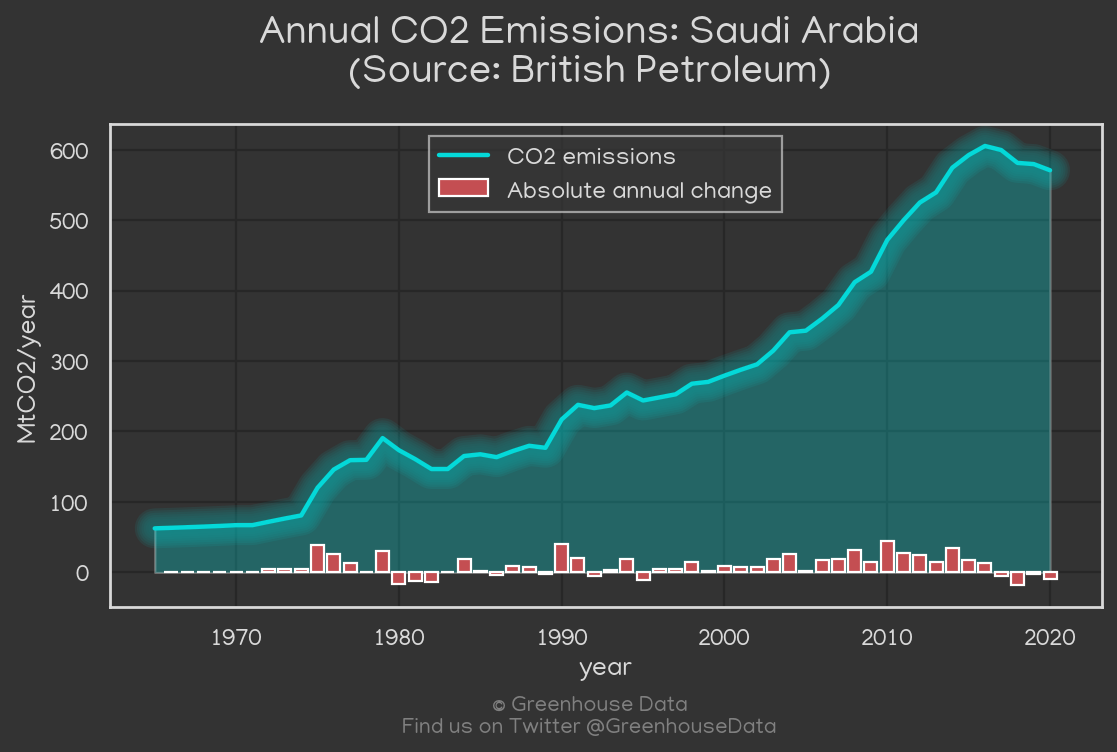 Annual CO2 Emissions: Saudi Arabia
(Source: British Petroleum)
CO2 emissions
Absolute annual change
600
500
400
300
200
100
0
MtCO2/year
1970 1980 1990 2000 2010 2020
year
© Greenhouse Data
Find us on Twitter @GreenhouseData